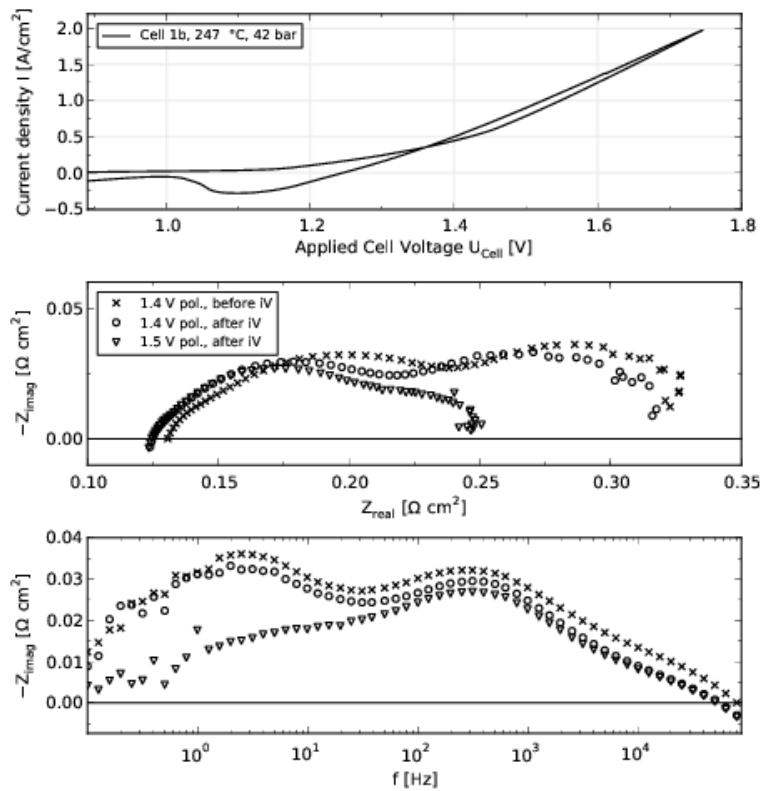 Current density I [A/cm²]
2.0
1.5
1.0
0.5
0.0
−0.5
Cell 1b, 247 °C, 42 bar
1.0 1.2 1.4 1.6 1.8
Applied Cell Voltage U_Cell [V]
−Z_imag [Ω cm²]
0.05
0.00
1.4 V pol., before iV
1.4 V pol., after iV
1.5 V pol., after iV
0.10 0.15 0.20 0.25 0.30 0.35
Z_real [Ω cm²]
−Z_imag [Ω cm²]
0.04
0.03
0.02
0.01
0.00
10⁰ 10¹ 10² 10³ 10⁴
f [Hz]